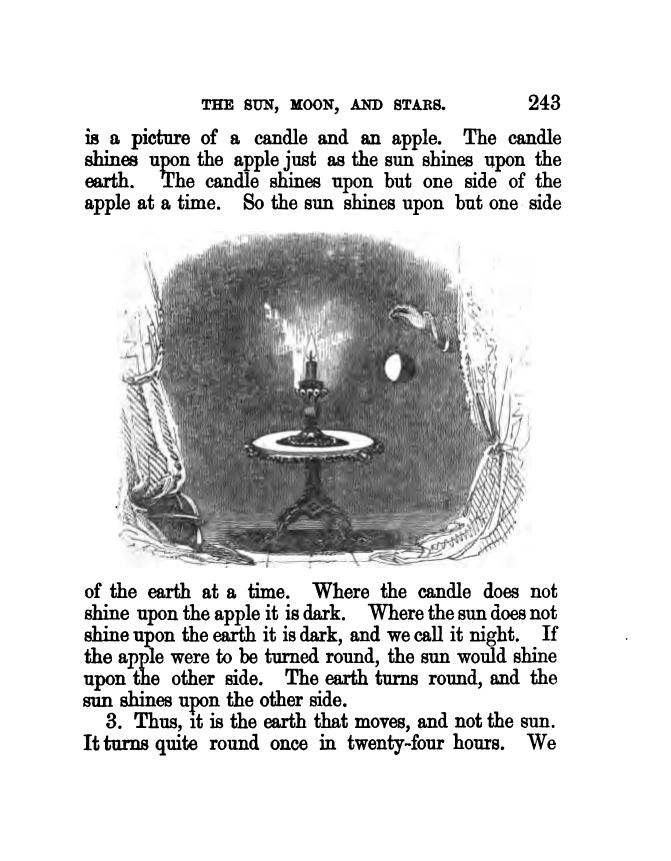 THE SUN, MOON, AND STARS. 243
is a picture of a candle and an apple. The candle
shines upon the apple just as the sun shines upon the
earth. The candle shines upon but one side of the
apple at a time. So the sun shines upon but one side
of the earth at a time. Where the candle does not
shine upon the apple it is dark. Where the sun does not
shine upon the earth it is dark, and we call it night. If
the apple were to be turned round, the sun would shine
upon the other side. The earth turns round, and the
sun shines upon the other side.
3. Thus, it is the earth that moves, and not the sun.
It turns quite round once in twenty-four hours. We